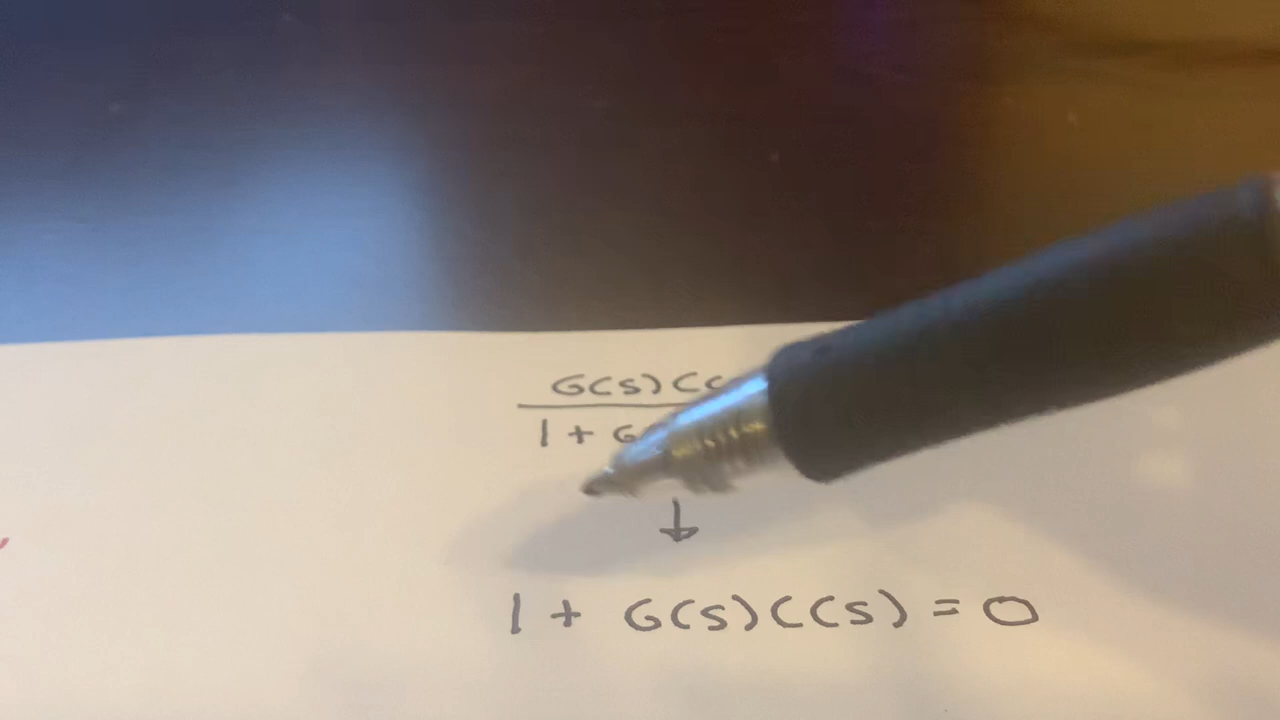 G(s) C
1 + G
↓
1 + G(s)C(s) = 0